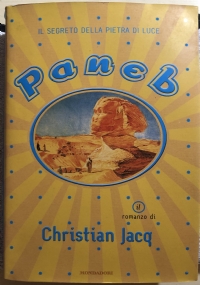 IL SEGRETO DELLA PIETRA DI LUCE
Paneb
il
romanzo di
Christian Jacq
MONDADORI